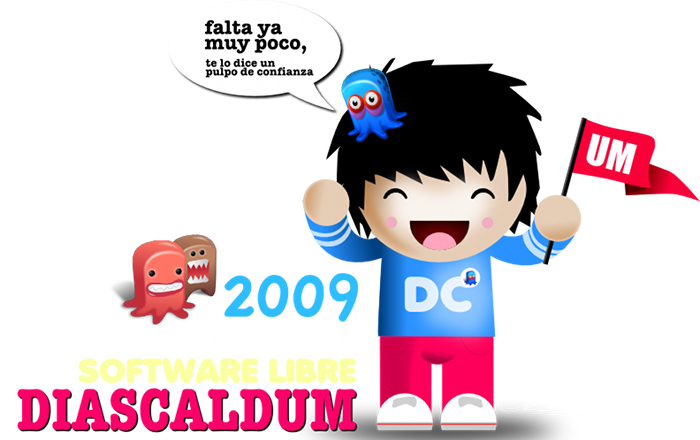 falta ya
muy poco,
te lo dice un
pulpo de confianza
UM
DC
2009
SOFTWARE LIBRE
DIASCALDUM